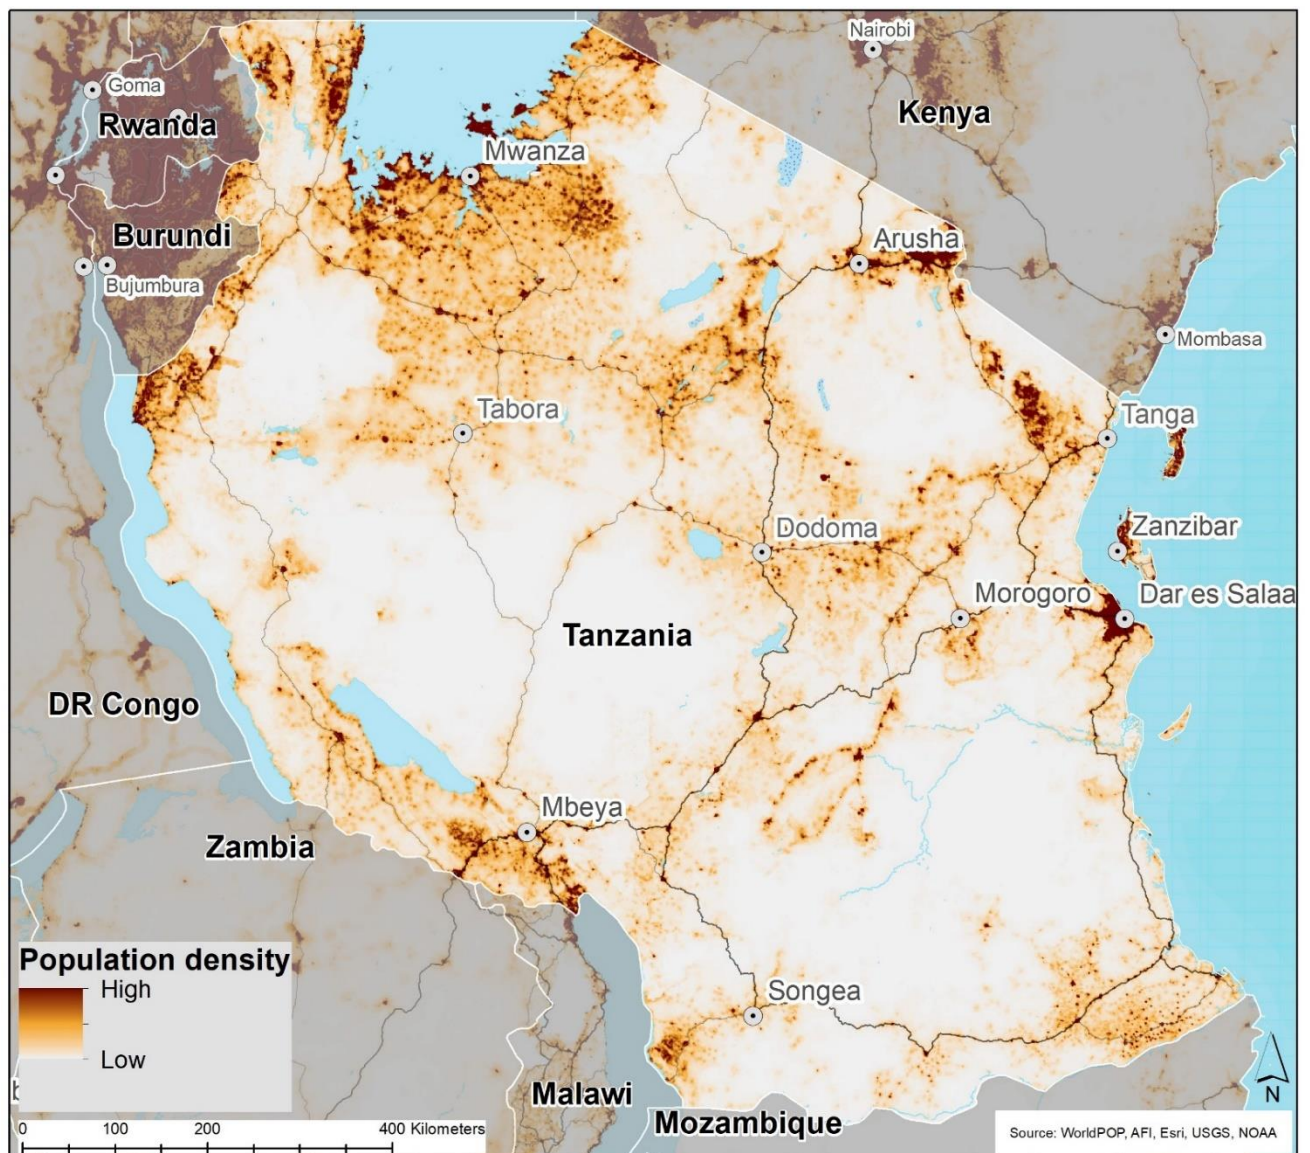 Nairobi
Goma
Rwanda
Kenya
Mwanza
Burundi
Arusha
Bujumbura
Mombasa
Tabora
Tanga
Dodoma
Zanzibar
Morogoro
Dar es Salaa
Tanzania
DR Congo
Mbeya
Zambia
Population density
High
Low
Songea
Malawi
Mozambique
N
0 100 200 400 Kilometers
Source: WorldPOP, AFI, Esri, USGS, NOAA